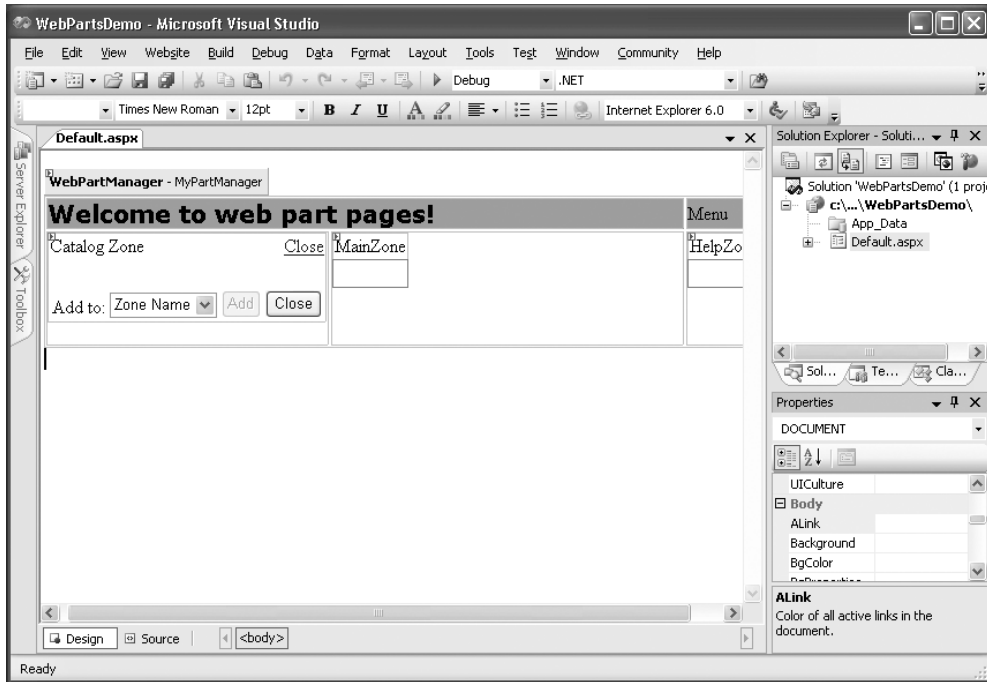 WebPartsDemo - Microsoft Visual Studio
File Edit View Website Build Debug Data Format Layout Tools Test Window Community Help
Debug .NET
Times New Roman 12pt B I U A Internet Explorer 6.0
Server Explorer
Toolbox
Default.aspx
WebPartManager - MyPartManager
Welcome to web part pages! Menu
Catalog Zone Close MainZone HelpZo
Add to: Zone Name Add Close
Design Source <body>
Solution Explorer - Soluti...
Solution 'WebPartsDemo' (1 proj
c:\...\WebPartsDemo\
App_Data
Default.aspx
Sol... Te... Cla...
Properties
DOCUMENT
UICulture
Body
ALink
Background
BgColor
ALink
Color of all active links in the
document.
Ready